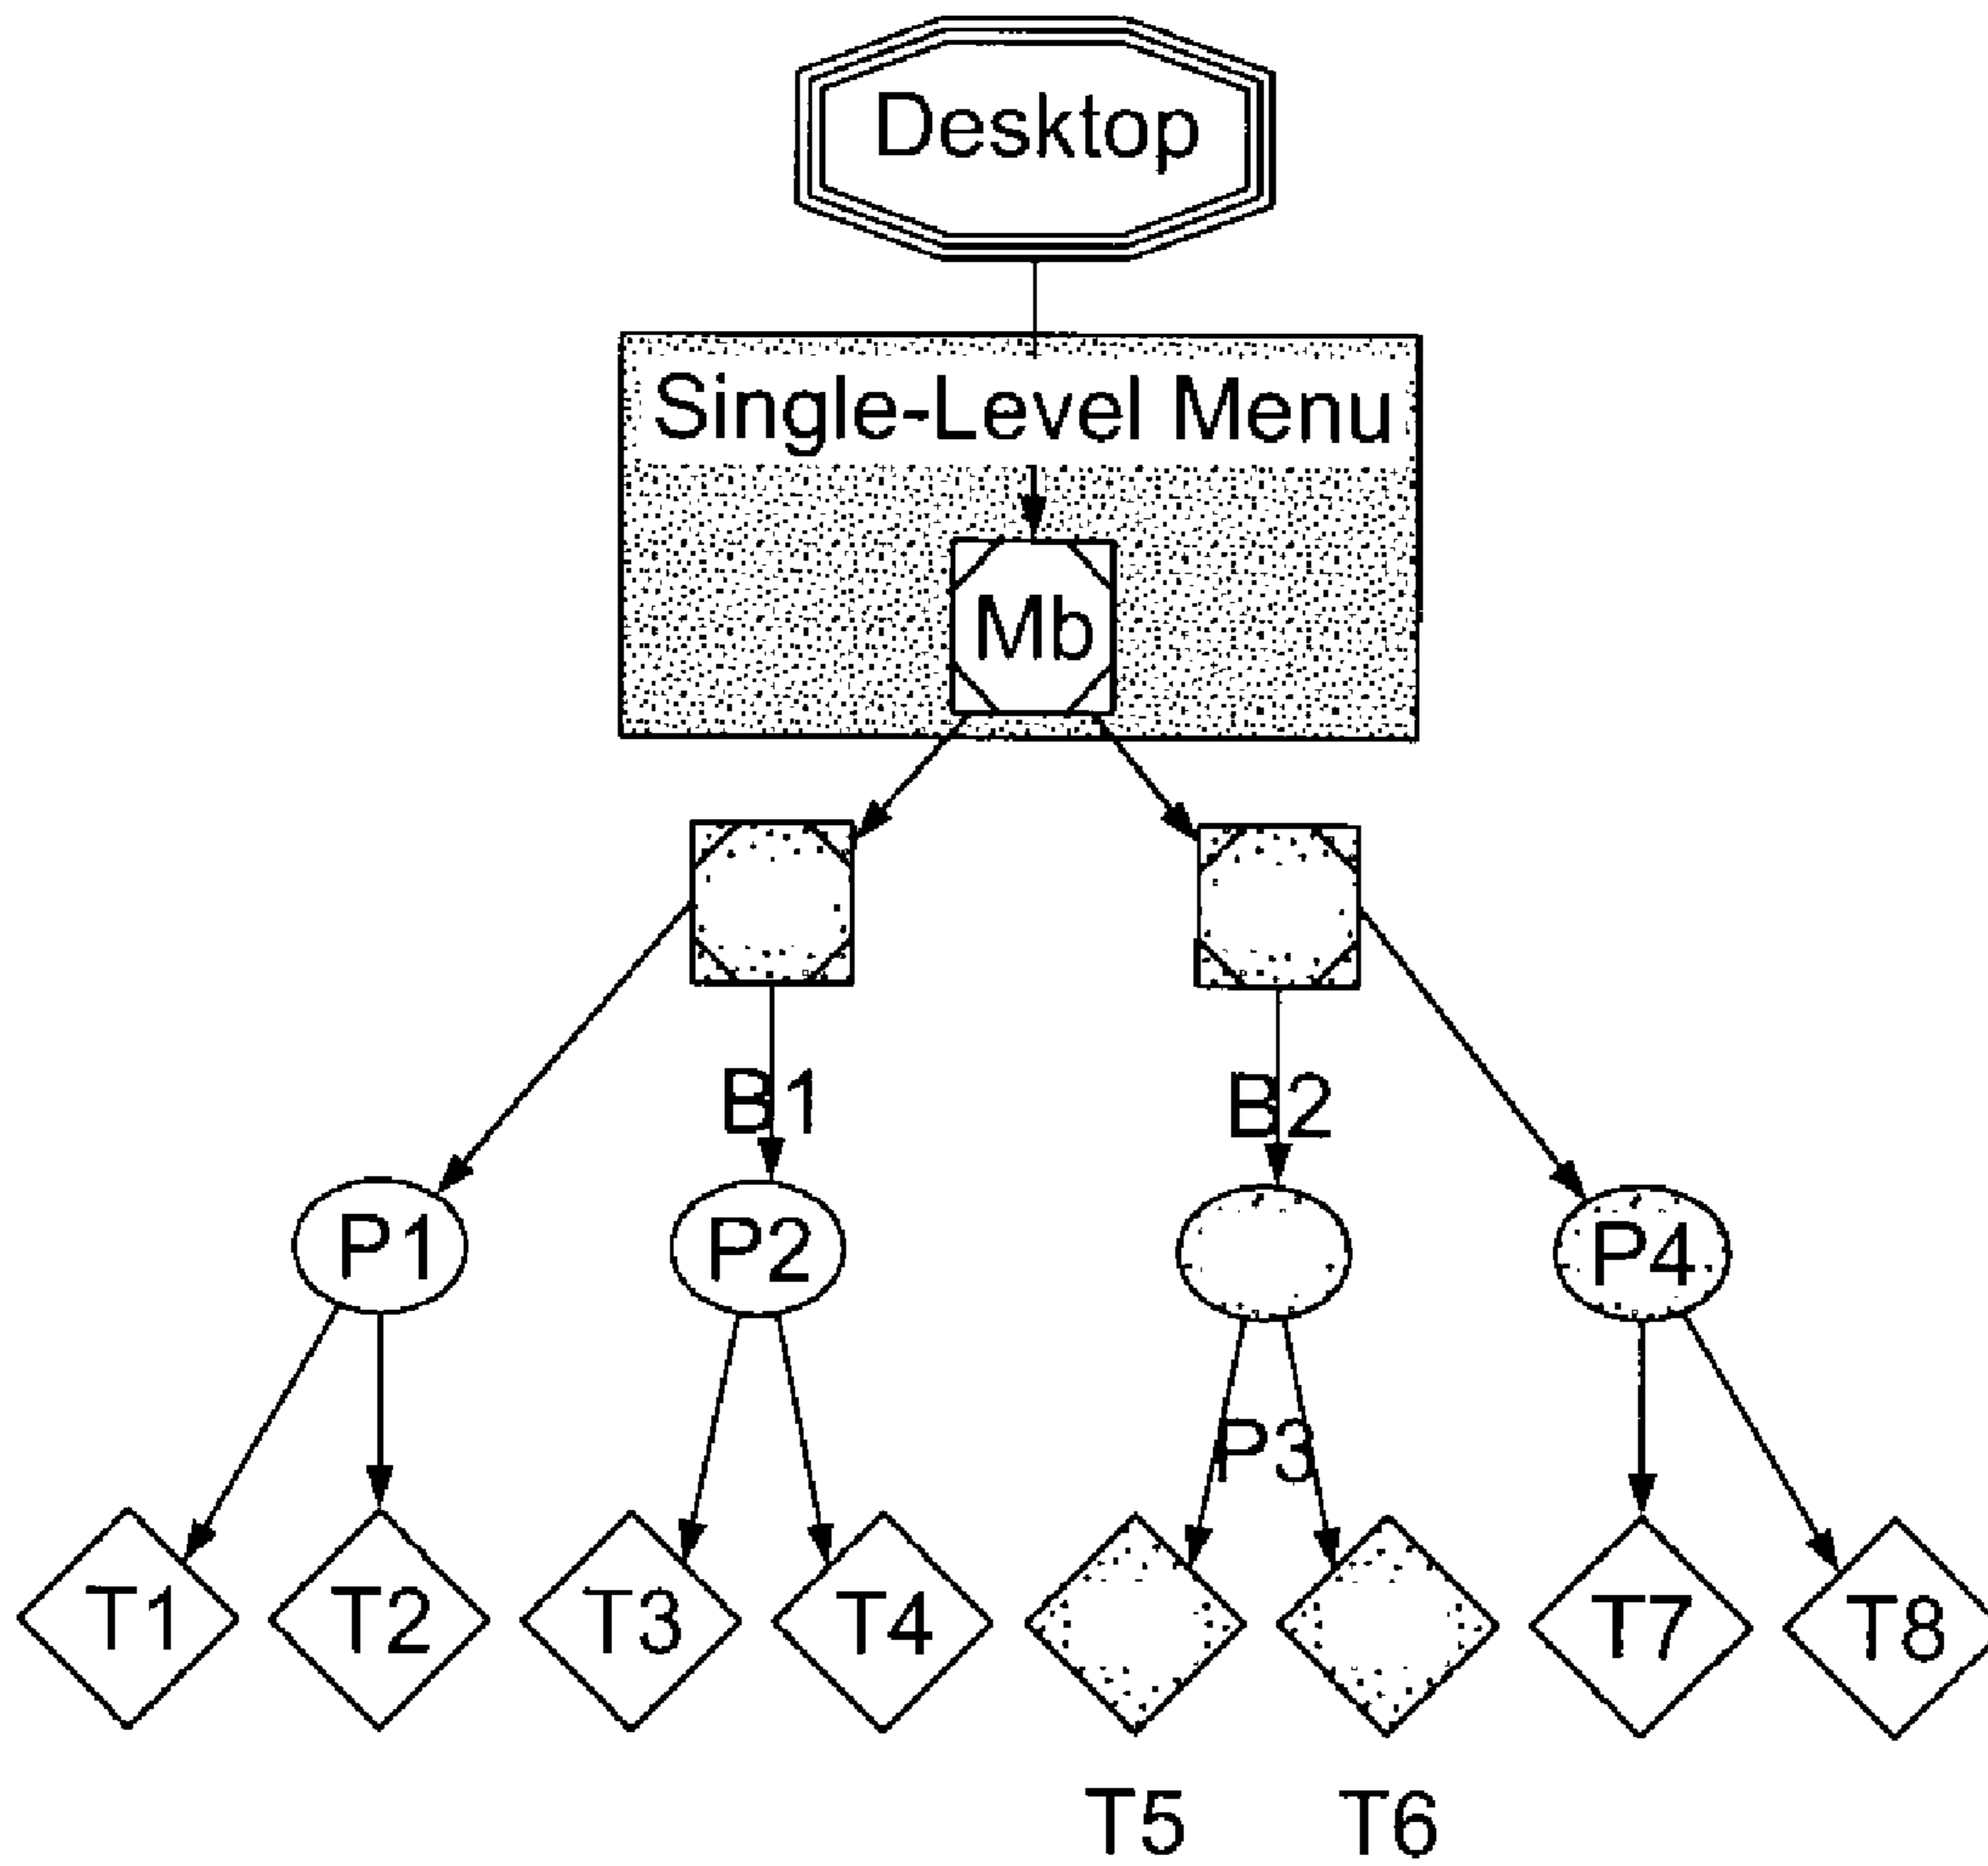 Desktop
Single-Level Menu
Mb
B1
B2
P1
P2
P4
P3
T1
T2
T3
T4
T7
T8
T5
T6